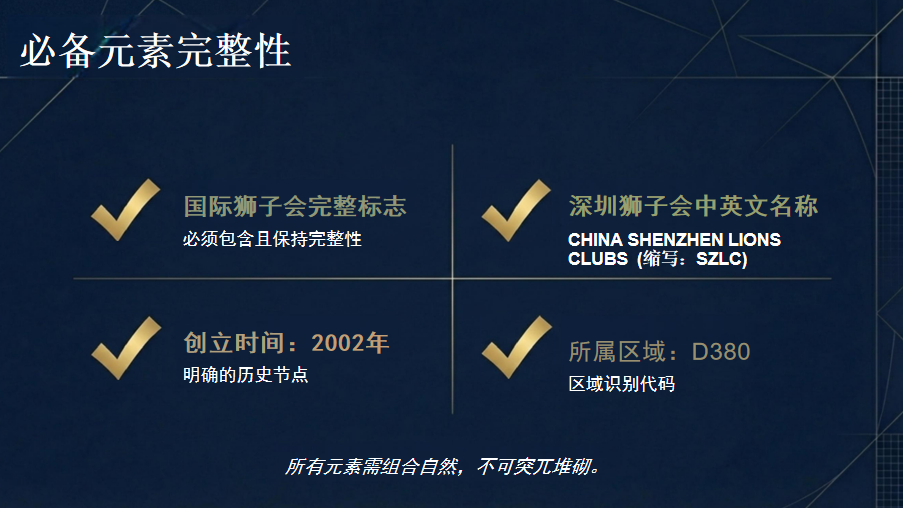 必备元素完整性
国际狮子会完整标志
必须包含且保持完整性
深圳狮子会中英文名称
CHINA SHENZHEN LIONS
CLUBS (缩写：SZLC)
创立时间：2002年
明确的历史节点
所属区域：D380
区域识别代码
所有元素需组合自然，不可突兀堆砌。